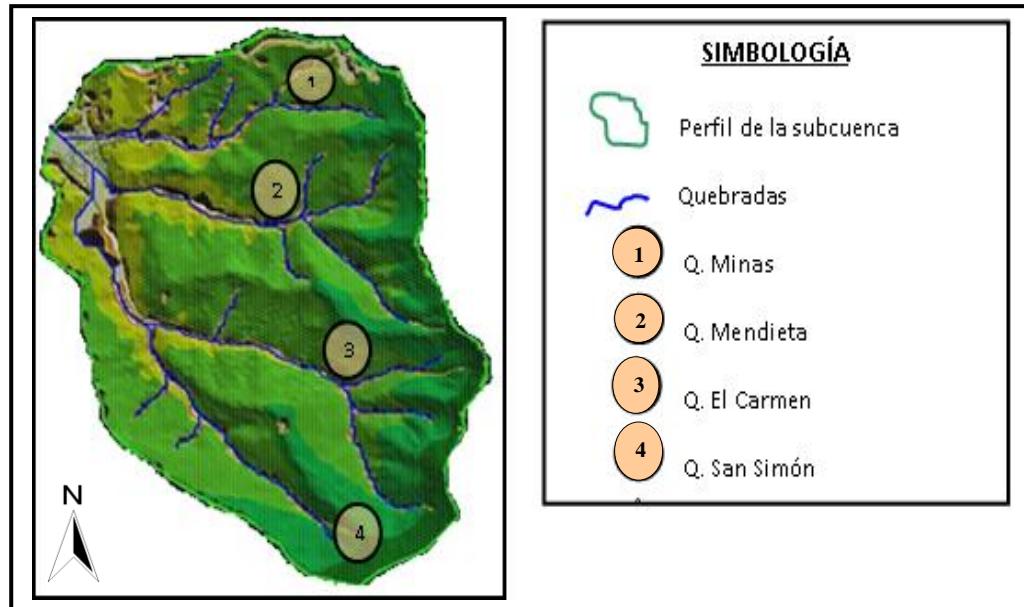 1
2
3
4
N
SIMBOLOGÍA
Perfil de la subcuenca
Quebradas
1 Q. Minas
2 Q. Mendieta
3 Q. El Carmen
4 Q. San Simón